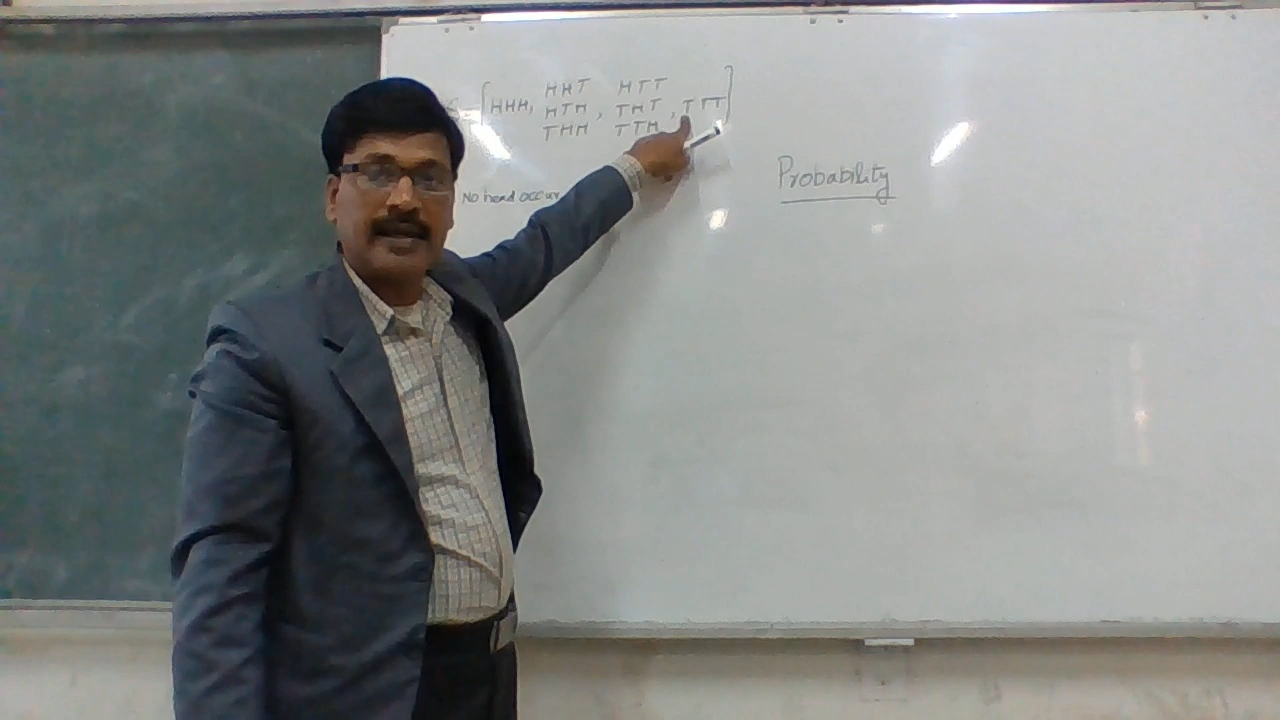 HHT HTT
[HHH, HTH, THT, TTT]
THH TTH
No head occur
Probability